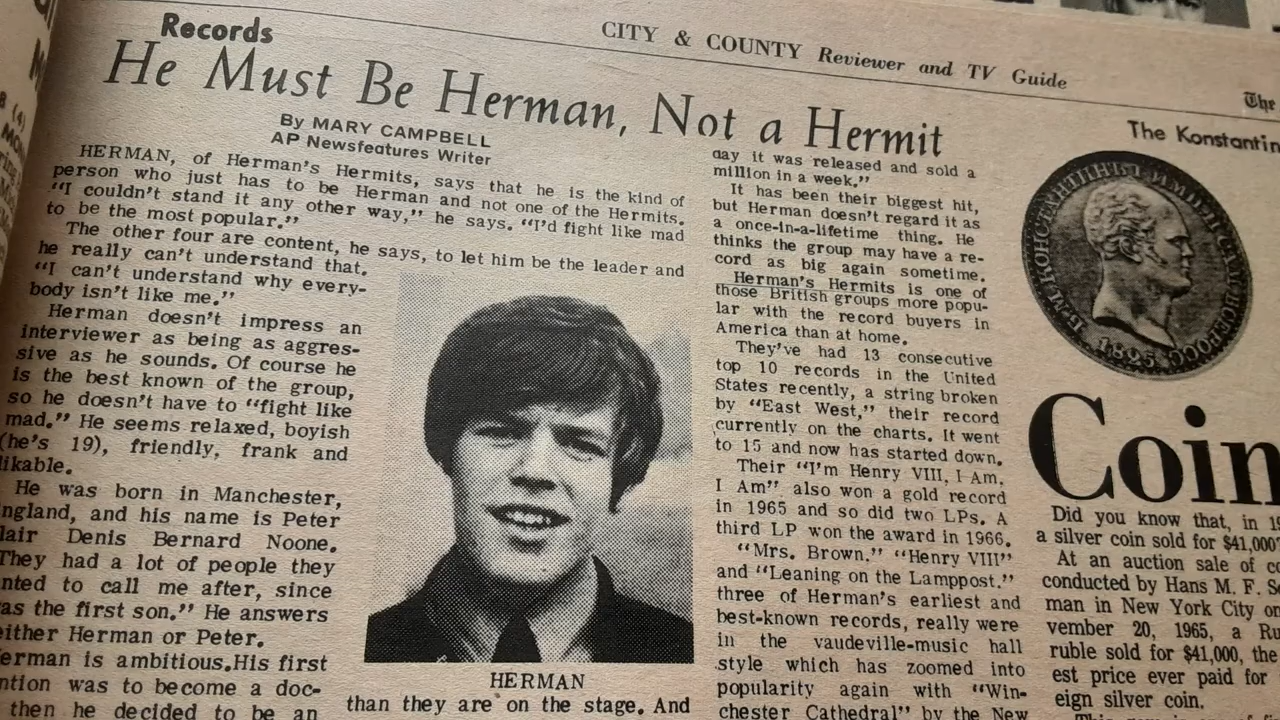 Records
CITY & COUNTY Reviewer and TV Guide
The
He Must Be Herman, Not a Hermit
By MARY CAMPBELL
AP Newsfeatures Writer
HERMAN, of Herman's Hermits, says that he is the kind of
person who just has to be Herman and not one of the Hermits.
"I couldn't stand it any other way," he says. "I'd fight like mad
to be the most popular."
The other four are content, he says, to let him be the leader and
he really can't understand that.
"I can't understand why every-
body isn't like me."
Herman doesn't impress an
interviewer as being as aggres-
sive as he sounds. Of course he
is the best known of the group,
so he doesn't have to "fight like
mad." He seems relaxed, boyish
(he's 19), friendly, frank and
likable.
He was born in Manchester,
ngland, and his name is Peter
lair Denis Bernard Noone.
They had a lot of people they
nted to call me after, since
as the first son." He answers
either Herman or Peter.
erman is ambitious.His first
ntion was to become a doc-
then he decided to be an
HERMAN
than they are on the stage. And
day it was released and sold a
million in a week."
It has been their biggest hit,
but Herman doesn't regard it as
a once-in-a-lifetime thing. He
thinks the group may have a re-
cord as big again sometime.
Herman's Hermits is one of
those British groups more popu-
lar with the record buyers in
America than at home.
They've had 13 consecutive
top 10 records in the United
States recently, a string broken
by "East West," their record
currently on the charts. It went
to 15 and now has started down.
Their "I'm Henry VIII, I Am,
I Am" also won a gold record
in 1965 and so did two LPs. A
third LP won the award in 1966.
"Mrs. Brown." "Henry VIII"
and "Leaning on the Lamppost."
three of Herman's earliest and
best-known records, really were
in the vaudeville-music hall
style which has zoomed into
popularity again with "Win-
chester Cathedral" by the New
The Konstantin
1825
Coin
Did you know that, in 19
a silver coin sold for $41,000?
At an auction sale of co
conducted by Hans M. F. Sc
man in New York City on
vember 20, 1965, a Ru
ruble sold for $41,000, the
est price ever paid for
eign silver coin.